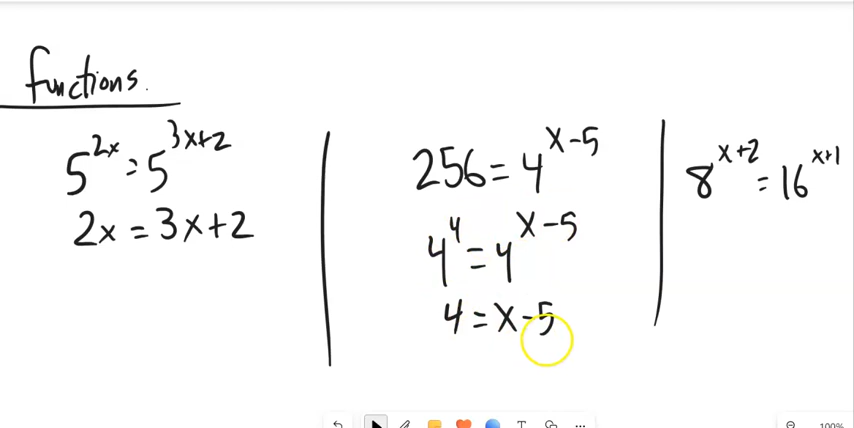 functions.
5^{2x} = 5^{3x+2}
2x = 3x+2
256 = 4^{x-5}
4^4 = 4^{x-5}
4 = x-5
8^{x+2} = 16^{x+1}
T
100%